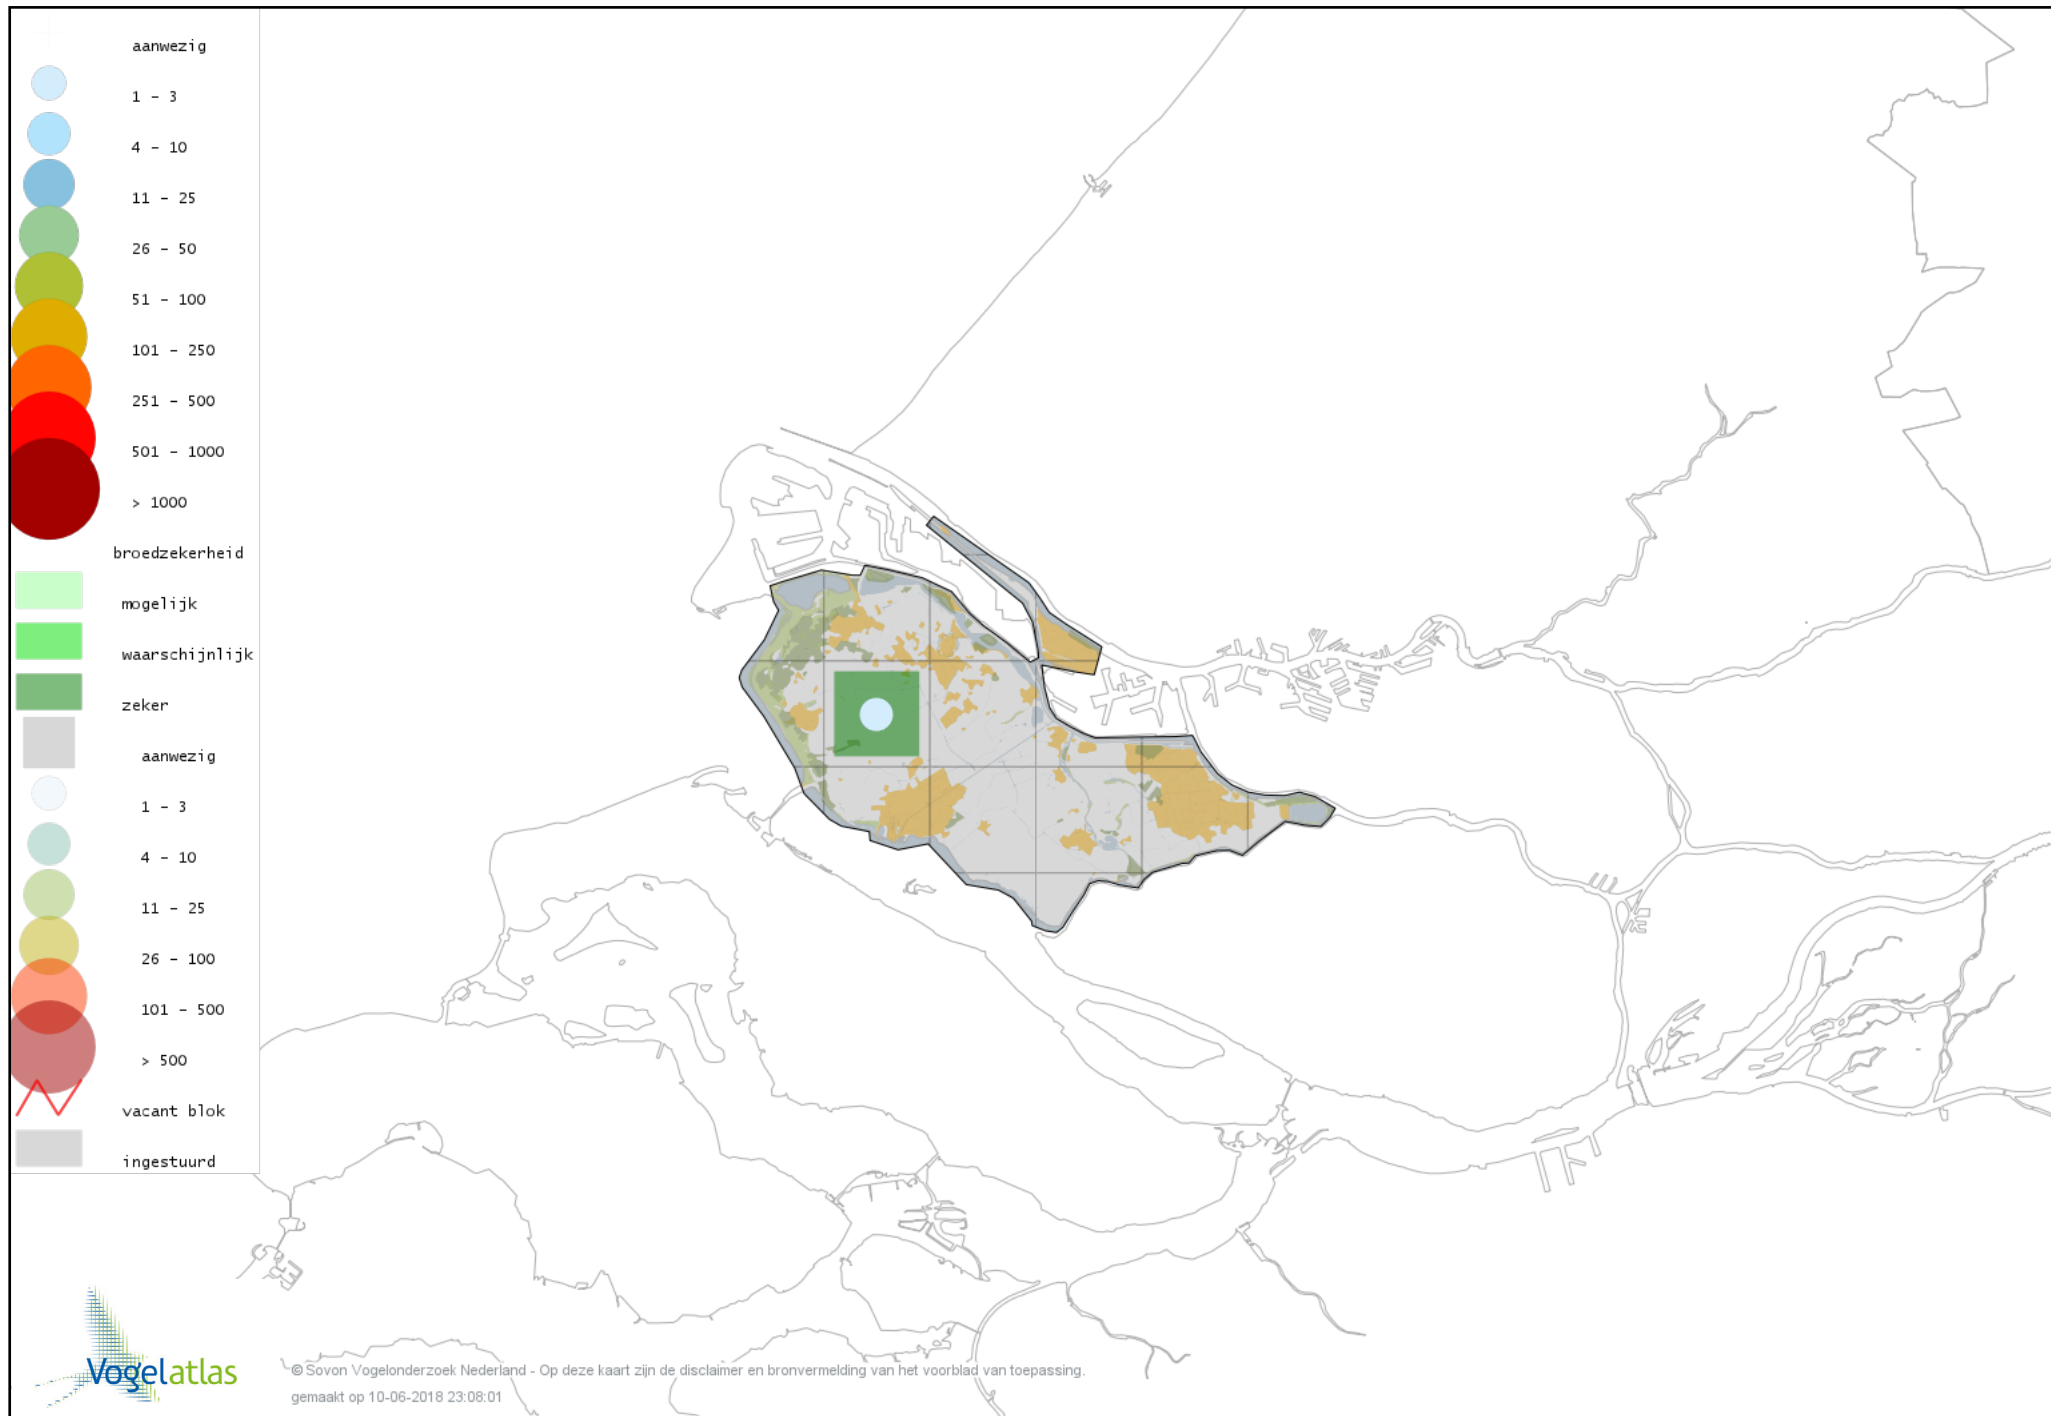 aanwezig
1 - 3
4 - 10
11 - 25
26 - 50
51 - 100
101 - 250
251 - 500
501 - 1000
> 1000
broedzekerheid
mogelijk
waarschijnlijk
zeker
aanwezig
1 - 3
4 - 10
11 - 25
26 - 100
101 - 500
> 500
vacant blok
ingestuurd
Vogelatlas
© Sovon Vogelonderzoek Nederland - Op deze kaart zijn de disclaimer en bronvermelding van het voorblad van toepassing.
gemaakt op 10-06-2018 23:08:01